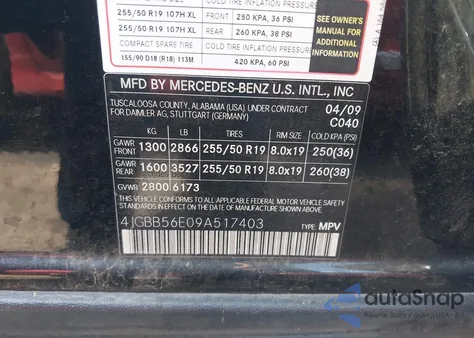 COLD TIRE INFLATION PRESSURE
255/50 R19 107H XL FRONT 250 KPA, 36 PSI
255/50 R19 107H XL REAR 260 KPA, 38 PSI
COMPACT SPARE TIRE COLD TIRE INFLATION PRESSURE
155/90 D18 (R18) 113M 420 KPA, 60 PSI
SEE OWNER'S
MANUAL FOR
ADDITIONAL
INFORMATION
MFD BY MERCEDES-BENZ U.S. INTL., INC
TUSCALOOSA COUNTY, ALABAMA (USA). UNDER CONTRACT 04/09
FOR DAIMLER AG, STUTTGART (GERMANY) C040
KG LB TIRES RIM SIZE COLD KPA (PSI)
GAWR FRONT 1300 2866 255/50 R19 8.0x19 250(36)
GAWR REAR 1600 3527 255/50 R19 8.0x19 260(38)
GVWR 2800 6173
THIS VEHICLE CONFORMS TO ALL APPLICABLE FEDERAL MOTOR VEHICLE
SAFETY STANDARDS IN EFFECT ON THE DATE OF MANUFACTURE SHOWN ABOVE
4JGBB56E09A517403 TYPE: MPV
autoSnap